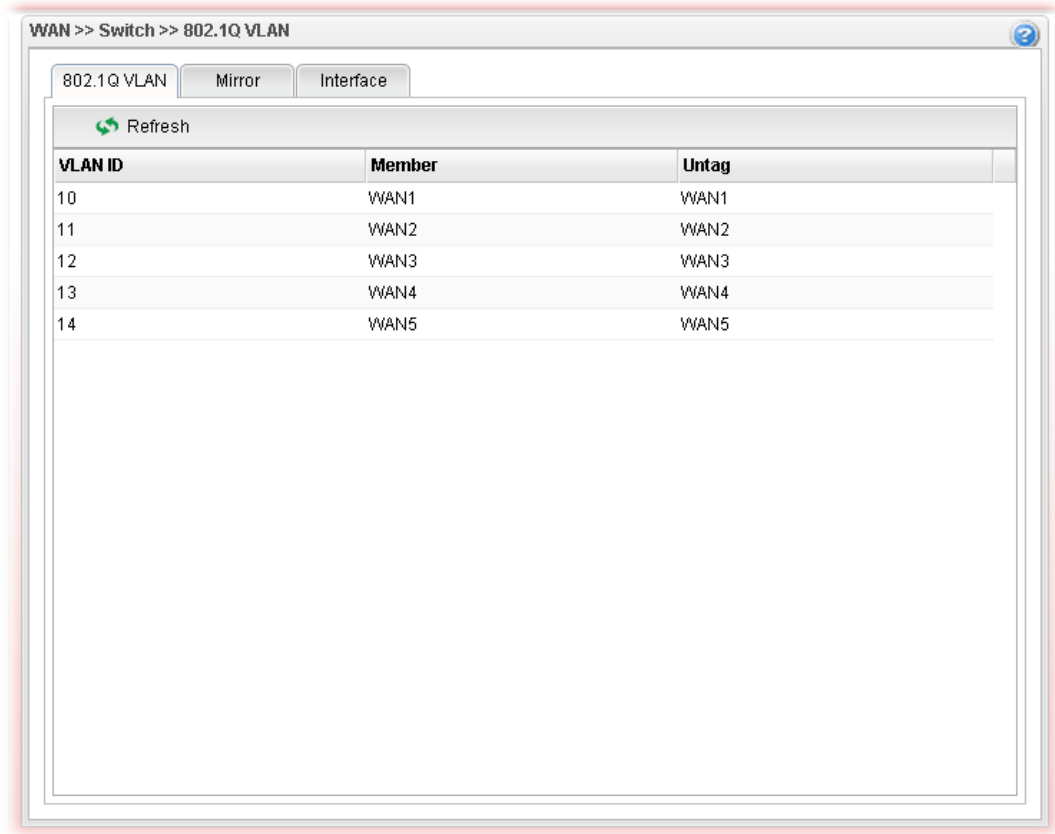 WAN >> Switch >> 802.1Q VLAN
802.1Q VLAN Mirror Interface
Refresh
VLAN ID Member Untag
10 WAN1 WAN1
11 WAN2 WAN2
12 WAN3 WAN3
13 WAN4 WAN4
14 WAN5 WAN5